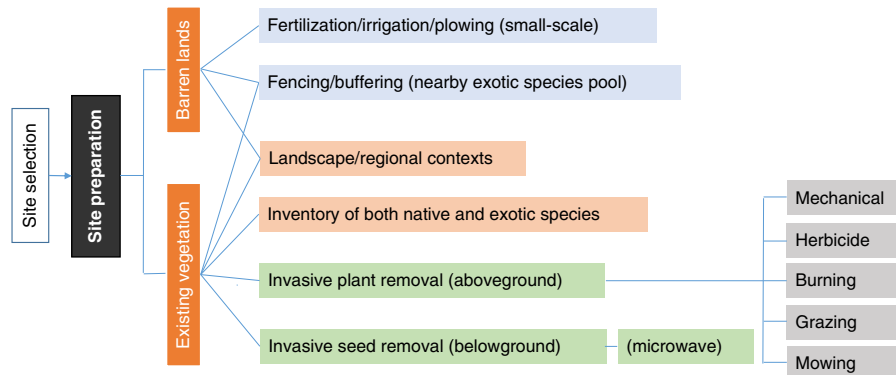 Site selection
Site preparation
Barren lands
Existing vegetation
Fertilization/irrigation/plowing (small-scale)
Fencing/buffering (nearby exotic species pool)
Landscape/regional contexts
Inventory of both native and exotic species
Invasive plant removal (aboveground)
Invasive seed removal (belowground)
(microwave)
Mechanical
Herbicide
Burning
Grazing
Mowing